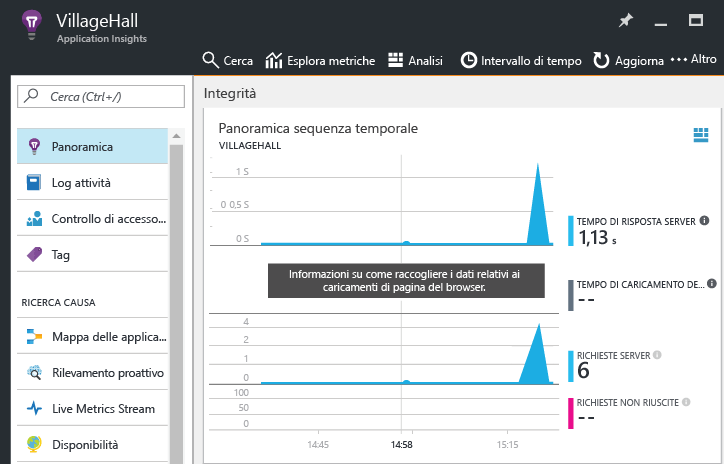 VillageHall
Application Insights
Cerca
Esplora metriche
Analisi
Intervallo di tempo
Aggiorna
Altro
Cerca (Ctrl+/)
Panoramica
Log attività
Controllo di accesso...
Tag
RICERCA CAUSA
Mappa delle applica...
Rilevamento proattivo
Live Metrics Stream
Disponibilità
Integrità
Panoramica sequenza temporale
VILLAGEHALL
1 S
0 0,5 S
0 S
TEMPO DI RISPOSTA SERVER
1,13 s
Informazioni su come raccogliere i dati relativi ai
caricamenti di pagina del browser.
TEMPO DI CARICAMENTO DE...
--
4
2
1
0
RICHIESTE SERVER
6
100
50
0
RICHIESTE NON RIUSCITE
--
14:45
14:58
15:15